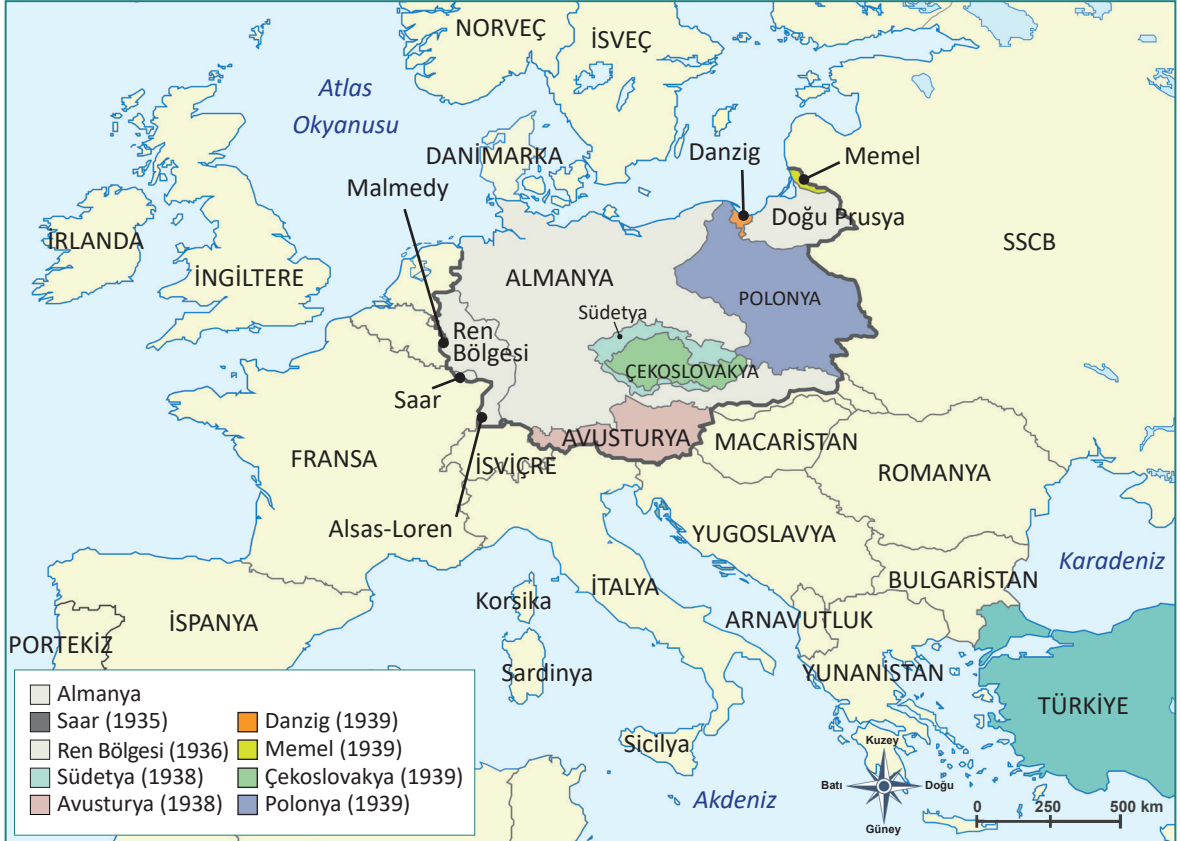 NORVEÇ
İSVEÇ
Atlas
Okyanusu
DANİMARKA
Danzig
Memel
Malmedy
Doğu Prusya
İRLANDA
SSCB
İNGİLTERE
ALMANYA
POLONYA
Südetya
Ren
Bölgesi
ÇEKOSLOVAKYA
Saar
AVUSTURYA
MACARİSTAN
FRANSA
İSVİÇRE
ROMANYA
Alsas-Loren
YUGOSLAVYA
Karadeniz
BULGARİSTAN
İTALYA
Korsika
ARNAVUTLUK
İSPANYA
PORTEKİZ
Sardinya
YUNANİSTAN
TÜRKİYE
Sicilya
Akdeniz
Almanya
Saar (1935)
Ren Bölgesi (1936)
Südetya (1938)
Avusturya (1938)
Danzig (1939)
Memel (1939)
Çekoslovakya (1939)
Polonya (1939)
Kuzey
Batı
Doğu
Güney
0 250 500 km